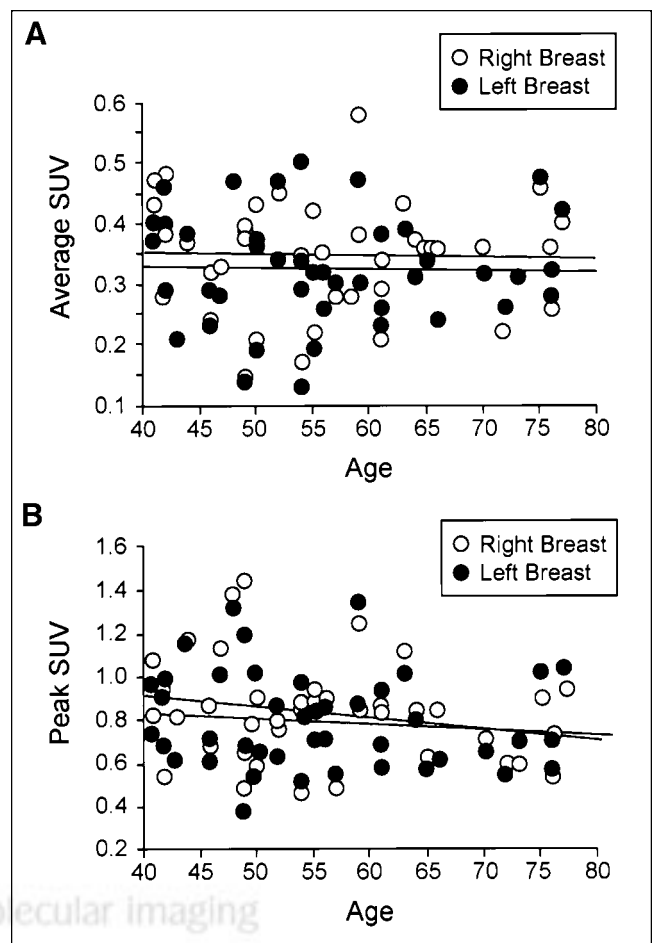 A
Right Breast
Left Breast
0.6
0.5
0.4
0.3
0.2
0.1
Average SUV
40 45 50 55 60 65 70 75 80
Age
B
Right Breast
Left Breast
1.6
1.4
1.2
1.0
0.8
0.6
0.4
0.2
Peak SUV
40 45 50 55 60 65 70 75 80
Age
lecular imaging